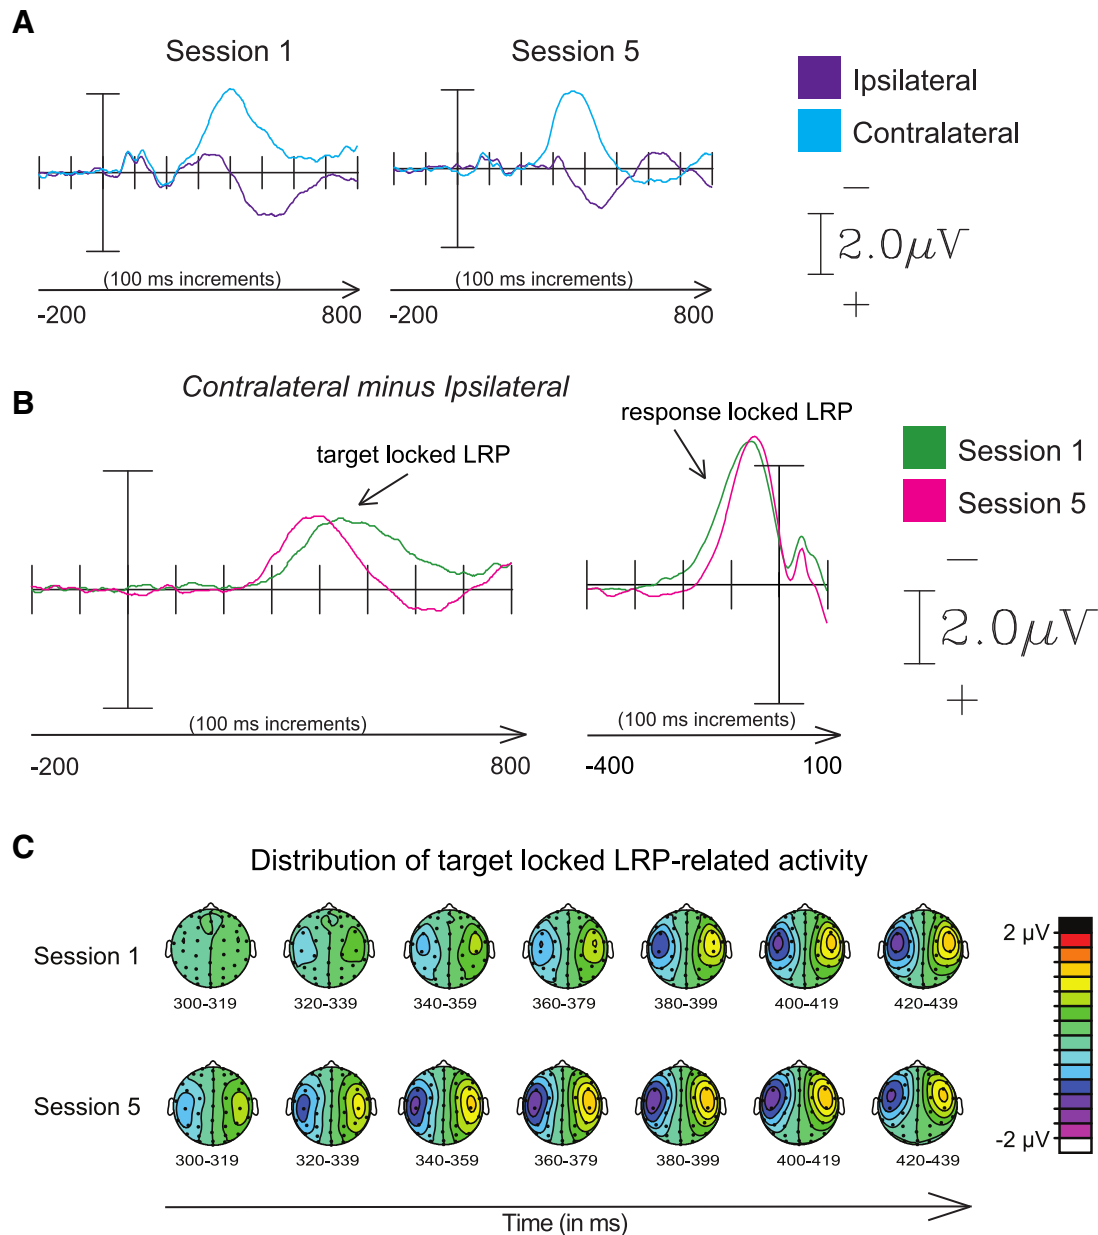 A
Session 1
Session 5
Ipsilateral
Contralateral
−
2.0μV
+
(100 ms increments)
-200
800
(100 ms increments)
-200
800
B
Contralateral minus Ipsilateral
target locked LRP
response locked LRP
Session 1
Session 5
−
2.0μV
+
(100 ms increments)
-200
800
(100 ms increments)
-400
100
C
Distribution of target locked LRP-related activity
Session 1
300-319
320-339
340-359
360-379
380-399
400-419
420-439
Session 5
300-319
320-339
340-359
360-379
380-399
400-419
420-439
2 μV
-2 μV
Time (in ms)